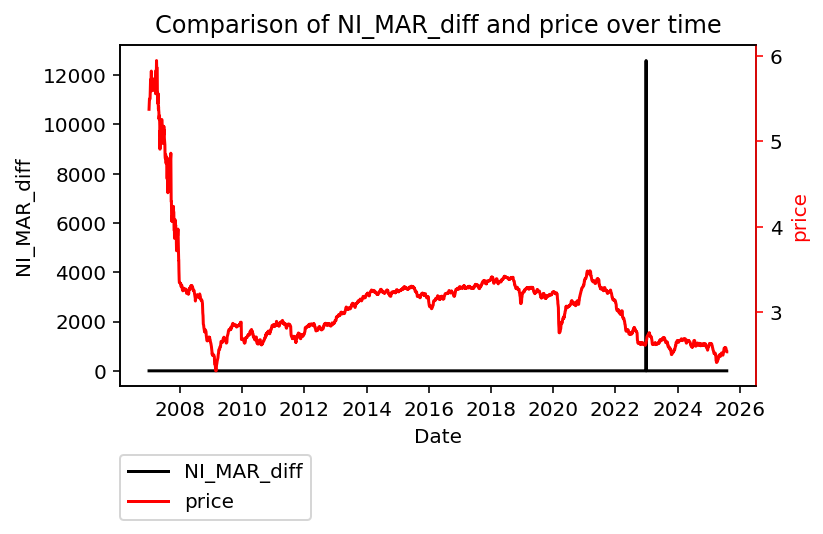 Comparison of NI_MAR_diff and price over time
12000
10000
8000
6000
4000
2000
0
NI_MAR_diff
6
5
4
3
price
2008 2010 2012 2014 2016 2018 2020 2022 2024 2026
Date
NI_MAR_diff
price